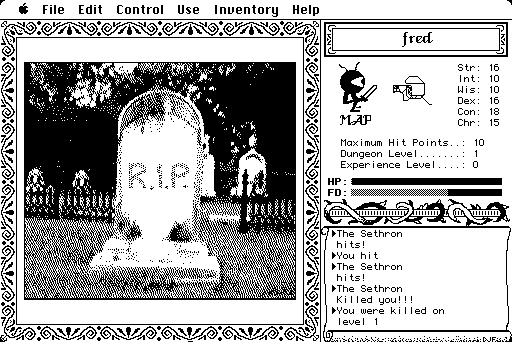 File Edit Control Use Inventory Help
fred
Str: 16
Int: 10
Wis: 10
Dex: 16
Con: 18
Chr: 15
MAP
Maximum Hit Points..: 10
Dungeon Level.......: 1
Experience Level....: 0
HP:
FD:
R.I.P.
The Sethron
hits!
You hit
The Sethron
hits!
The Sethron
Killed you!!!
You were killed on
level 1